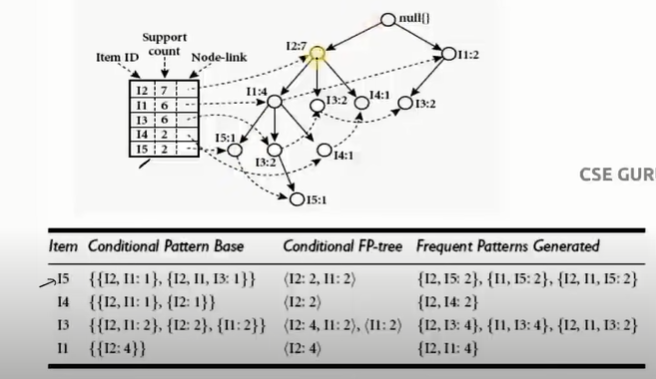 null{}
Support
count
Item ID
Node-link
I2:7
I1:2
I2 7
I1 6
I3 6
I4 2
I5 2
I1:4
I3:2
I4:1
I3:2
I5:1
I3:2
I4:1
I5:1
CSE GUR
Item Conditional Pattern Base Conditional FP-tree Frequent Patterns Generated
I5 {{I2, I1: 1}, {I2, I1, I3: 1}} ⟨I2: 2, I1: 2⟩ {I2, I5: 2}, {I1, I5: 2}, {I2, I1, I5: 2}
I4 {{I2, I1: 1}, {I2: 1}} ⟨I2: 2⟩ {I2, I4: 2}
I3 {{I2, I1: 2}, {I2: 2}, {I1: 2}} ⟨I2: 4, I1: 2⟩, ⟨I1: 2⟩ {I2, I3: 4}, {I1, I3: 4}, {I2, I1, I3: 2}
I1 {{I2: 4}} ⟨I2: 4⟩ {I2, I1: 4}